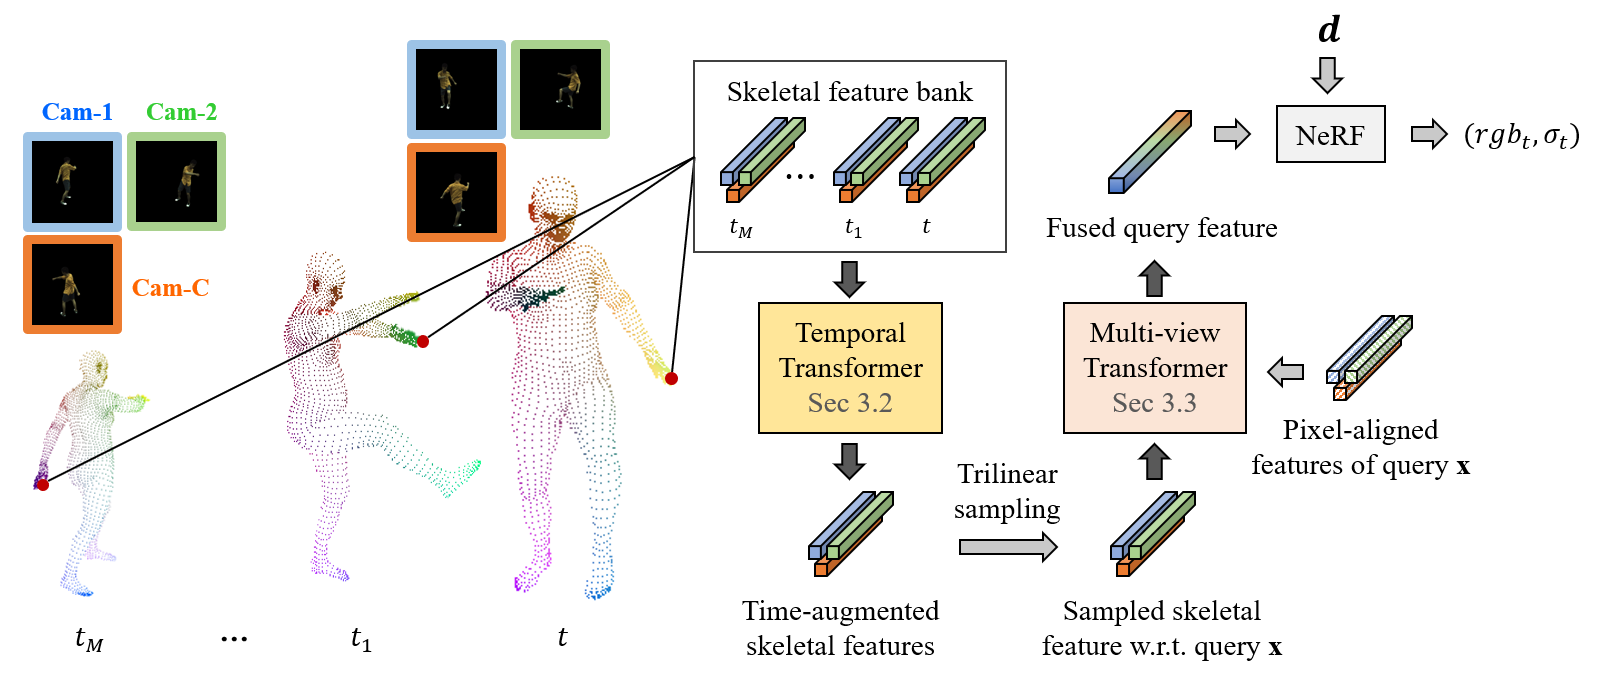 Cam-1
Cam-2
Cam-C
t_M
...
t_1
t
Skeletal feature bank
...
t_M
t_1
t
Temporal
Transformer
Sec 3.2
Time-augmented
skeletal features
Trilinear
sampling
Sampled skeletal
feature w.r.t. query x
Multi-view
Transformer
Sec 3.3
Pixel-aligned
features of query x
Fused query feature
d
NeRF
(rgb_t, σ_t)